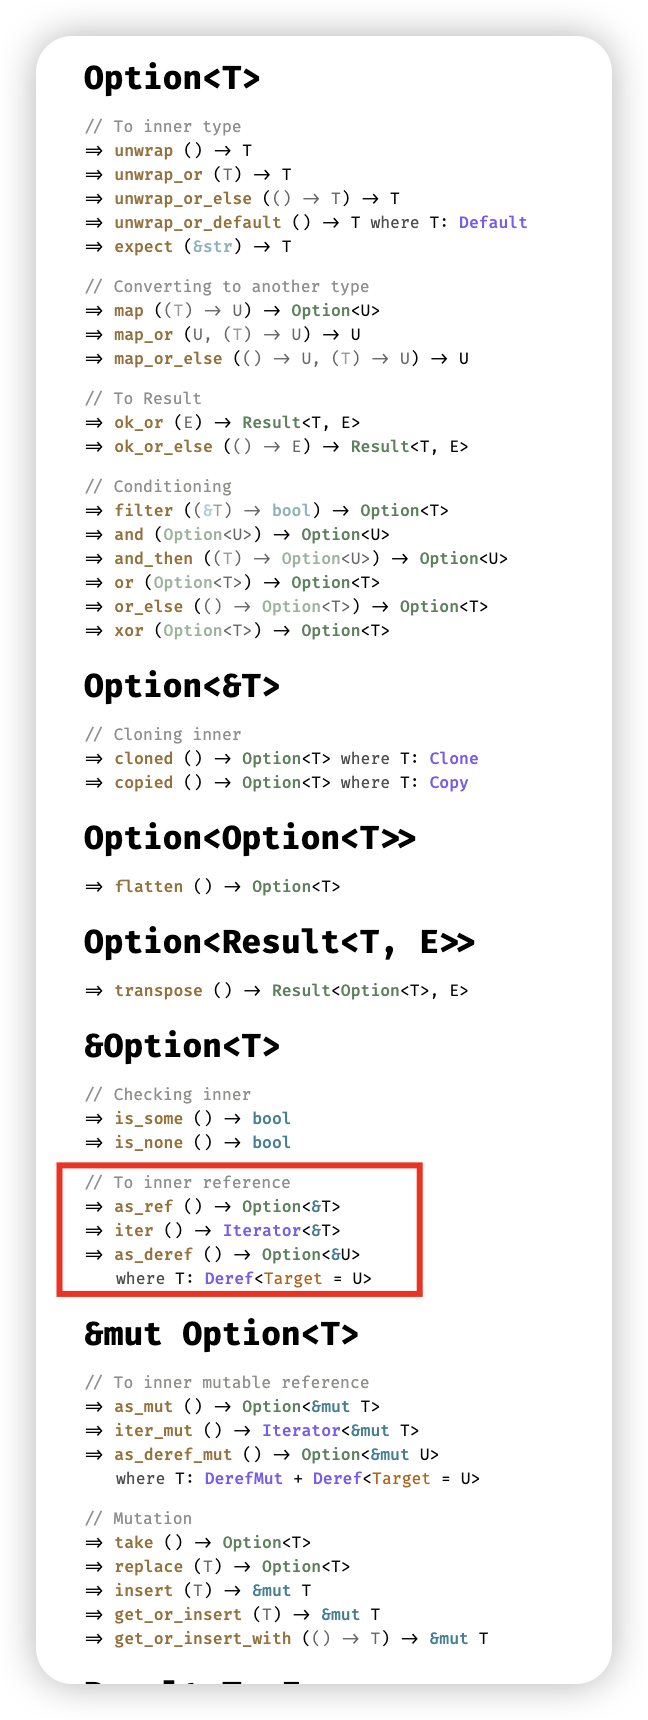 Option<T>
// To inner type
⇒ unwrap () → T
⇒ unwrap_or (T) → T
⇒ unwrap_or_else (() → T) → T
⇒ unwrap_or_default () → T where T: Default
⇒ expect (&str) → T
// Converting to another type
⇒ map ((T) → U) → Option<U>
⇒ map_or (U, (T) → U) → U
⇒ map_or_else (() → U, (T) → U) → U
// To Result
⇒ ok_or (E) → Result<T, E>
⇒ ok_or_else (() → E) → Result<T, E>
// Conditioning
⇒ filter ((&T) → bool) → Option<T>
⇒ and (Option<U>) → Option<U>
⇒ and_then ((T) → Option<U>) → Option<U>
⇒ or (Option<T>) → Option<T>
⇒ or_else (() → Option<T>) → Option<T>
⇒ xor (Option<T>) → Option<T>
Option<&T>
// Cloning inner
⇒ cloned () → Option<T> where T: Clone
⇒ copied () → Option<T> where T: Copy
Option<Option<T>>
⇒ flatten () → Option<T>
Option<Result<T, E>>
⇒ transpose () → Result<Option<T>, E>
&Option<T>
// Checking inner
⇒ is_some () → bool
⇒ is_none () → bool
// To inner reference
⇒ as_ref () → Option<&T>
⇒ iter () → Iterator<&T>
⇒ as_deref () → Option<&U>
where T: Deref<Target = U>
&mut Option<T>
// To inner mutable reference
⇒ as_mut () → Option<&mut T>
⇒ iter_mut () → Iterator<&mut T>
⇒ as_deref_mut () → Option<&mut U>
where T: DerefMut + Deref<Target = U>
// Mutation
⇒ take () → Option<T>
⇒ replace (T) → Option<T>
⇒ insert (T) → &mut T
⇒ get_or_insert (T) → &mut T
⇒ get_or_insert_with (() → T) → &mut T